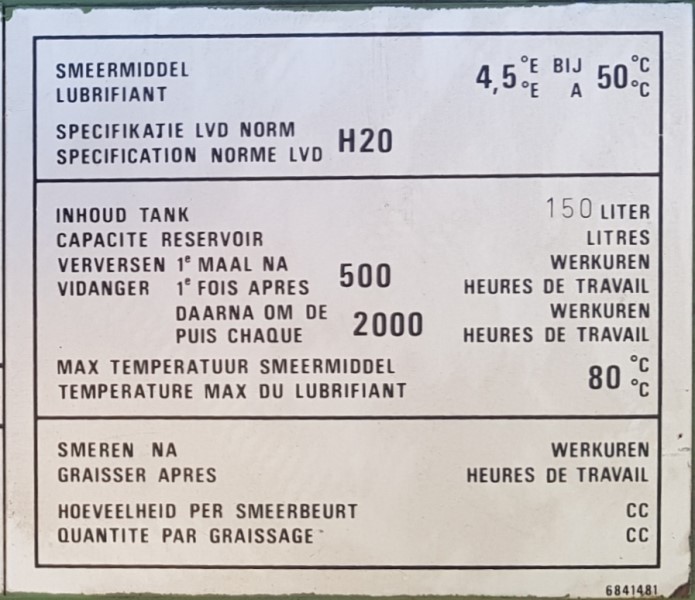 SMEERMIDDEL 4,5 °E BIJ 50 °C
LUBRIFIANT °E A °C
SPECIFIKATIE LVD NORM H20
SPECIFICATION NORME LVD
INHOUD TANK 150 LITER
CAPACITE RESERVOIR LITRES
VERVERSEN 1e MAAL NA 500 WERKUREN
VIDANGER 1e FOIS APRES HEURES DE TRAVAIL
DAARNA OM DE 2000 WERKUREN
PUIS CHAQUE HEURES DE TRAVAIL
MAX TEMPERATUUR SMEERMIDDEL 80 °C
TEMPERATURE MAX DU LUBRIFIANT °C
SMEREN NA WERKUREN
GRAISSER APRES HEURES DE TRAVAIL
HOEVEELHEID PER SMEERBEURT CC
QUANTITE PAR GRAISSAGE CC
6841481